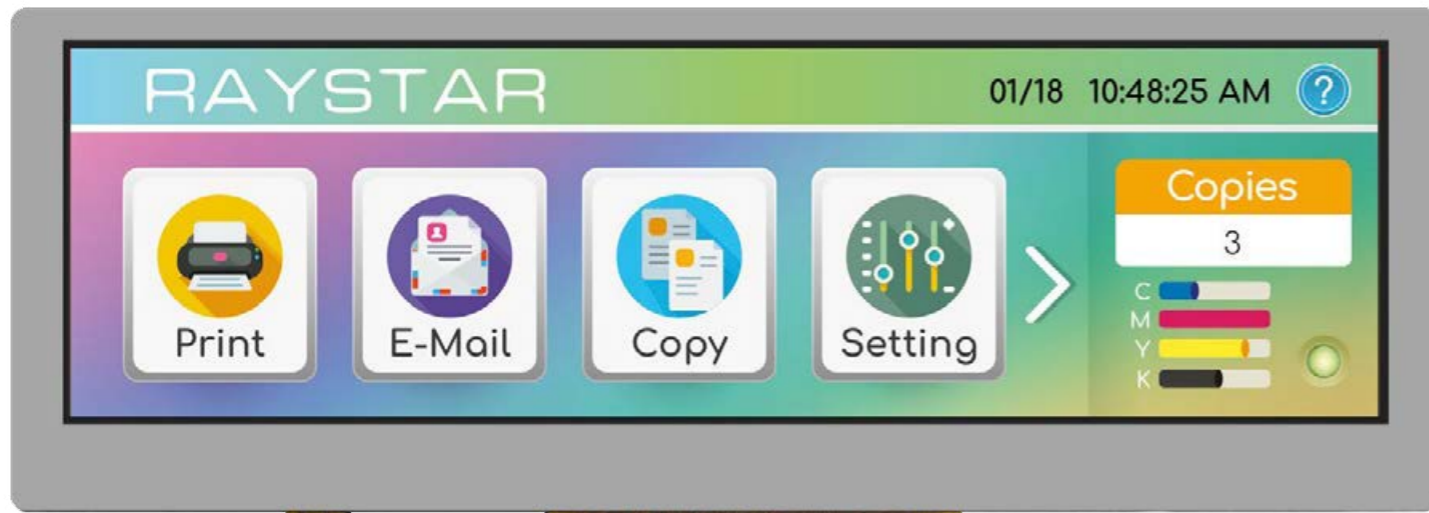 RAYSTAR
01/18 10:48:25 AM ?
Print
E-Mail
Copy
Setting
Copies
3
C
M
Y
K